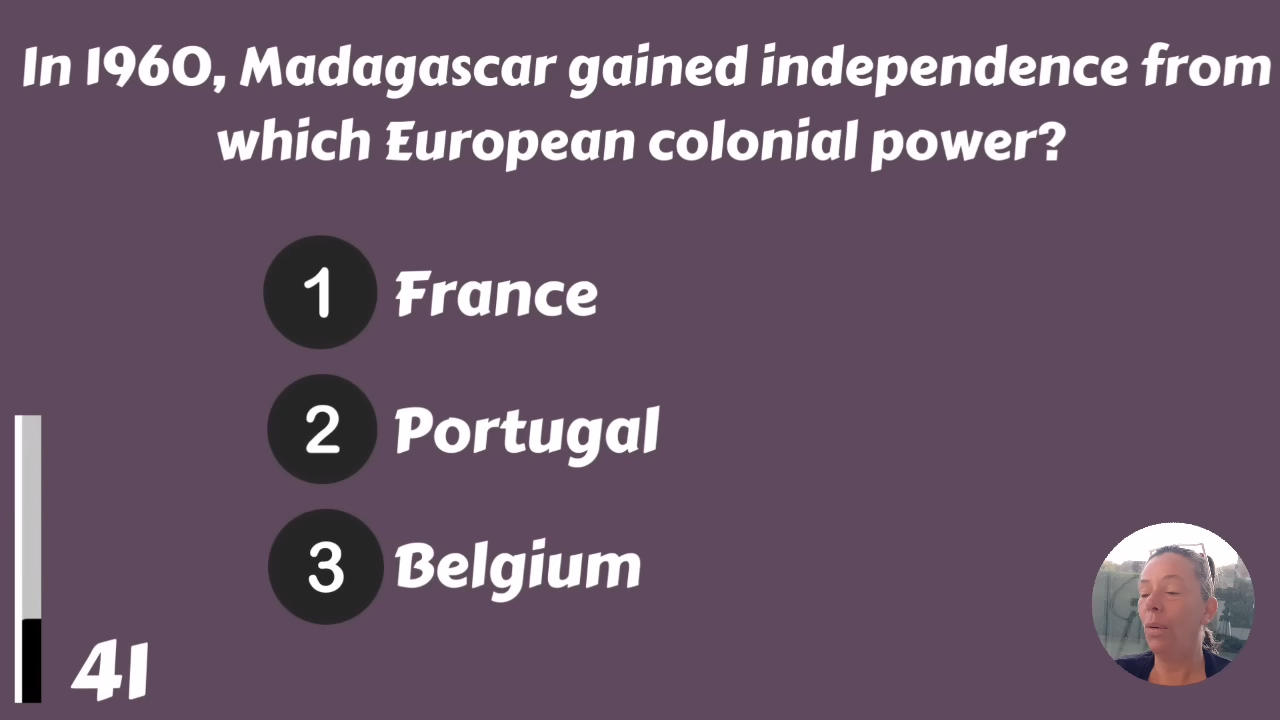 In 1960, Madagascar gained independence from
which European colonial power?
1 France
2 Portugal
3 Belgium
41